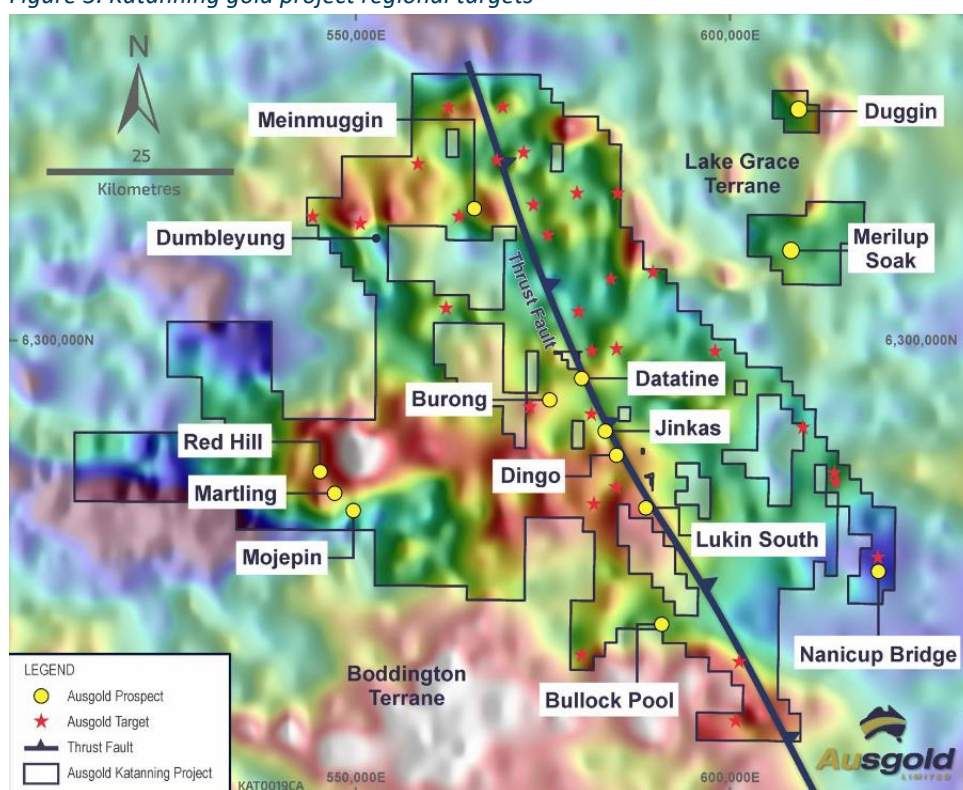 Figure 3. Katanning gold project regional targets
550,000E
600,000E
N
25
Kilometres
Meinmuggin
Duggin
Lake Grace
Terrane
Dumbleyung
Merilup
Soak
Thrust Fault
6,300,000N
6,300,000N
Datatine
Burong
Jinkas
Red Hill
Dingo
Martling
Lukin South
Mojepin
Nanicup Bridge
Boddington
Terrane
Bullock Pool
LEGEND
Ausgold Prospect
Ausgold Target
Thrust Fault
Ausgold Katanning Project
KAT0019CA
550,000E
600,000E
Ausgold
LIMITED